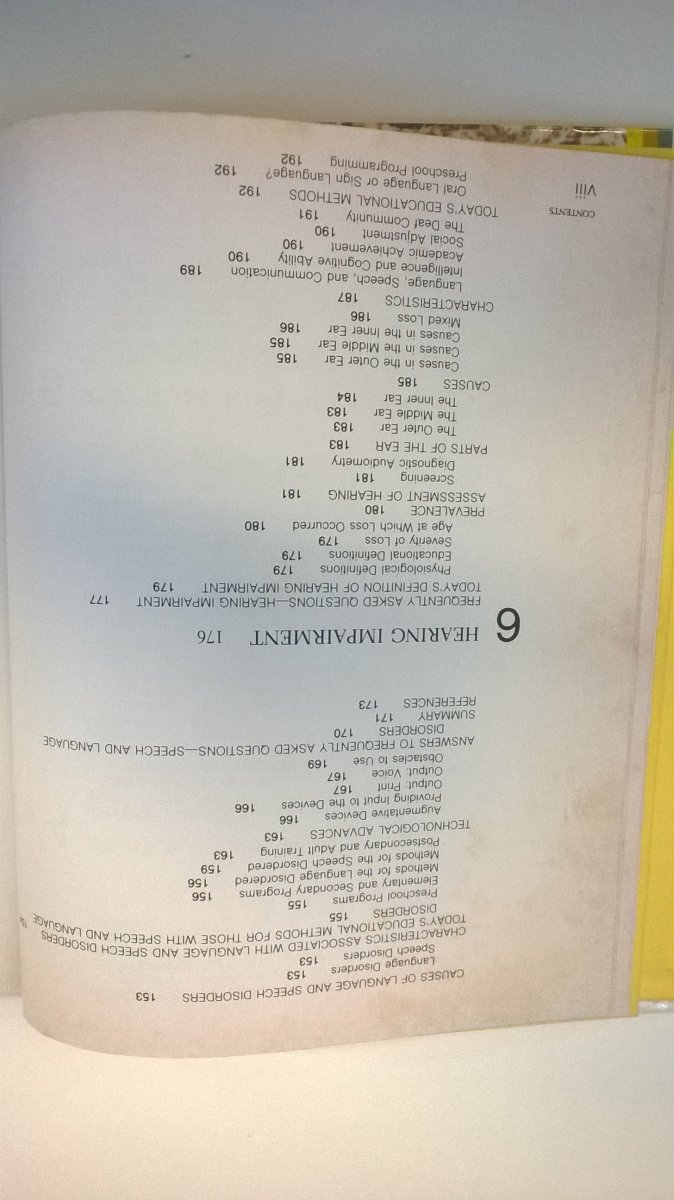 viii
CONTENTS
CAUSES OF LANGUAGE AND SPEECH DISORDERS 153
Language Disorders 153
Speech Disorders 153
CHARACTERISTICS ASSOCIATED WITH LANGUAGE AND SPEECH DISORDERS 154
TODAY'S EDUCATIONAL METHODS FOR THOSE WITH SPEECH AND LANGUAGE
DISORDERS 155
Preschool Programs 155
Elementary and Secondary Programs 156
Methods for the Language Disordered 156
Methods for the Speech Disordered 159
Postsecondary and Adult Training 163
TECHNOLOGICAL ADVANCES 163
Augmentative Devices 166
Providing Input to the Devices 166
Output: Print 167
Output: Voice 167
Obstacles to Use 169
ANSWERS TO FREQUENTLY ASKED QUESTIONS—SPEECH AND LANGUAGE
DISORDERS 170
SUMMARY 171
REFERENCES 173
6 HEARING IMPAIRMENT 176
FREQUENTLY ASKED QUESTIONS—HEARING IMPAIRMENT 177
TODAY'S DEFINITION OF HEARING IMPAIRMENT 179
Physiological Definitions 179
Educational Definitions 179
Severity of Loss 179
Age at Which Loss Occurred 180
PREVALENCE 180
ASSESSMENT OF HEARING 181
Screening 181
Diagnostic Audiometry 181
PARTS OF THE EAR 183
The Outer Ear 183
The Middle Ear 183
The Inner Ear 184
CAUSES 185
Causes in the Outer Ear 185
Causes in the Middle Ear 185
Causes in the Inner Ear 186
Mixed Loss 186
CHARACTERISTICS 187
Language, Speech, and Communication 189
Intelligence and Cognitive Ability 190
Academic Achievement 190
Social Adjustment 190
The Deaf Community 191
TODAY'S EDUCATIONAL METHODS 192
Oral Language or Sign Language? 192
Preschool Programming 192